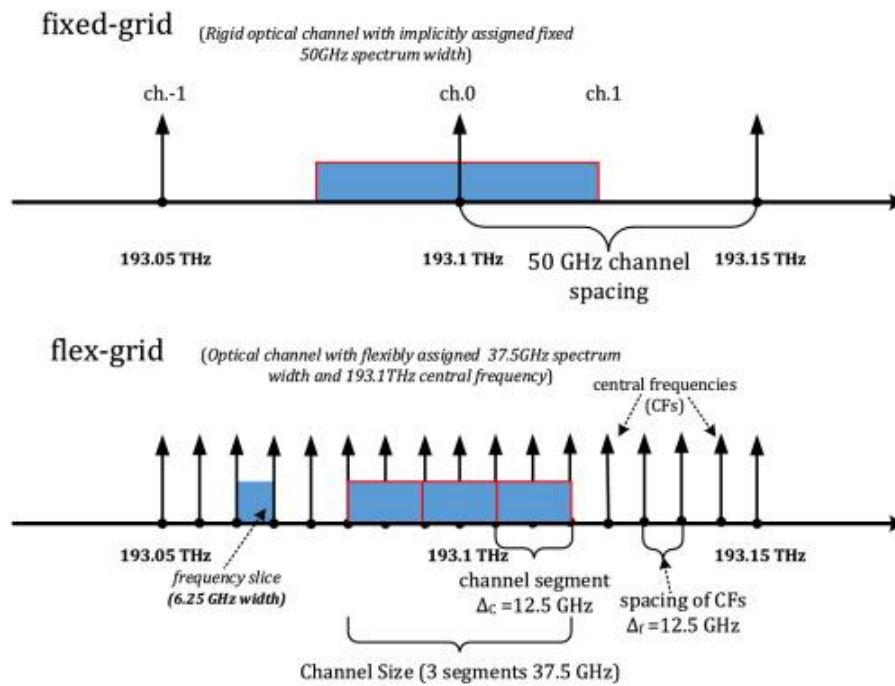 fixed-grid
(Rigid optical channel with implicitly assigned fixed
50GHz spectrum width)
ch.-1
ch.0
ch.1
193.05 THz
193.1 THz
193.15 THz
50 GHz channel
spacing
flex-grid
(Optical channel with flexibly assigned 37.5GHz spectrum
width and 193.1THz central frequency)
central frequencies
(CFs)
193.05 THz
193.1 THz
193.15 THz
frequency slice
(6.25 GHz width)
channel segment
Δc =12.5 GHz
spacing of CFs
Δf =12.5 GHz
Channel Size (3 segments 37.5 GHz)